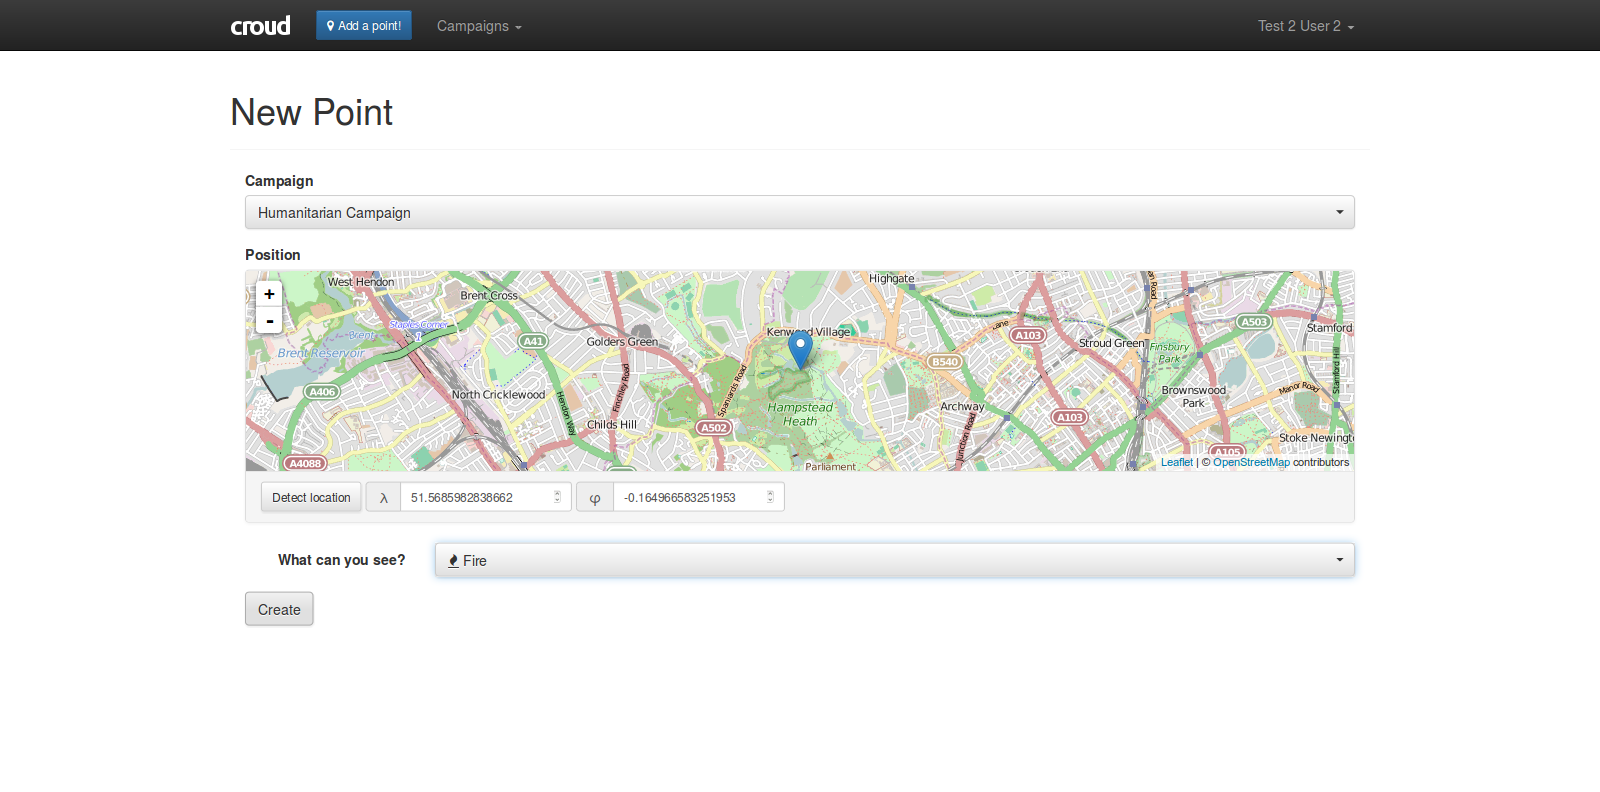 croud
Add a point!
Campaigns
Test 2 User 2
New Point
Campaign
Humanitarian Campaign
Position
+
-
West Hendon
Brent Cross
Staples Corner
1
Brent
Brent Reservoir
A406
A4088
A41
North Cricklewood
Hendon Way
Golders Green
Finchley Road
Childs Hill
A502
Spaniards Road
Kenwood Village
Hampstead
Heath
Parliament
Highgate
B540
Archway
Junction Road
Lane
A103
Stroud Green
A103
Road
Finsbury
Park
Brownswood
Park
A503
Manor Road
Stamford
Stamford Hill
Stoke Newingt
A105
Leaflet | © OpenStreetMap contributors
Detect location
λ
51.5685982838662
φ
-0.164966583251953
What can you see?
Fire
Create